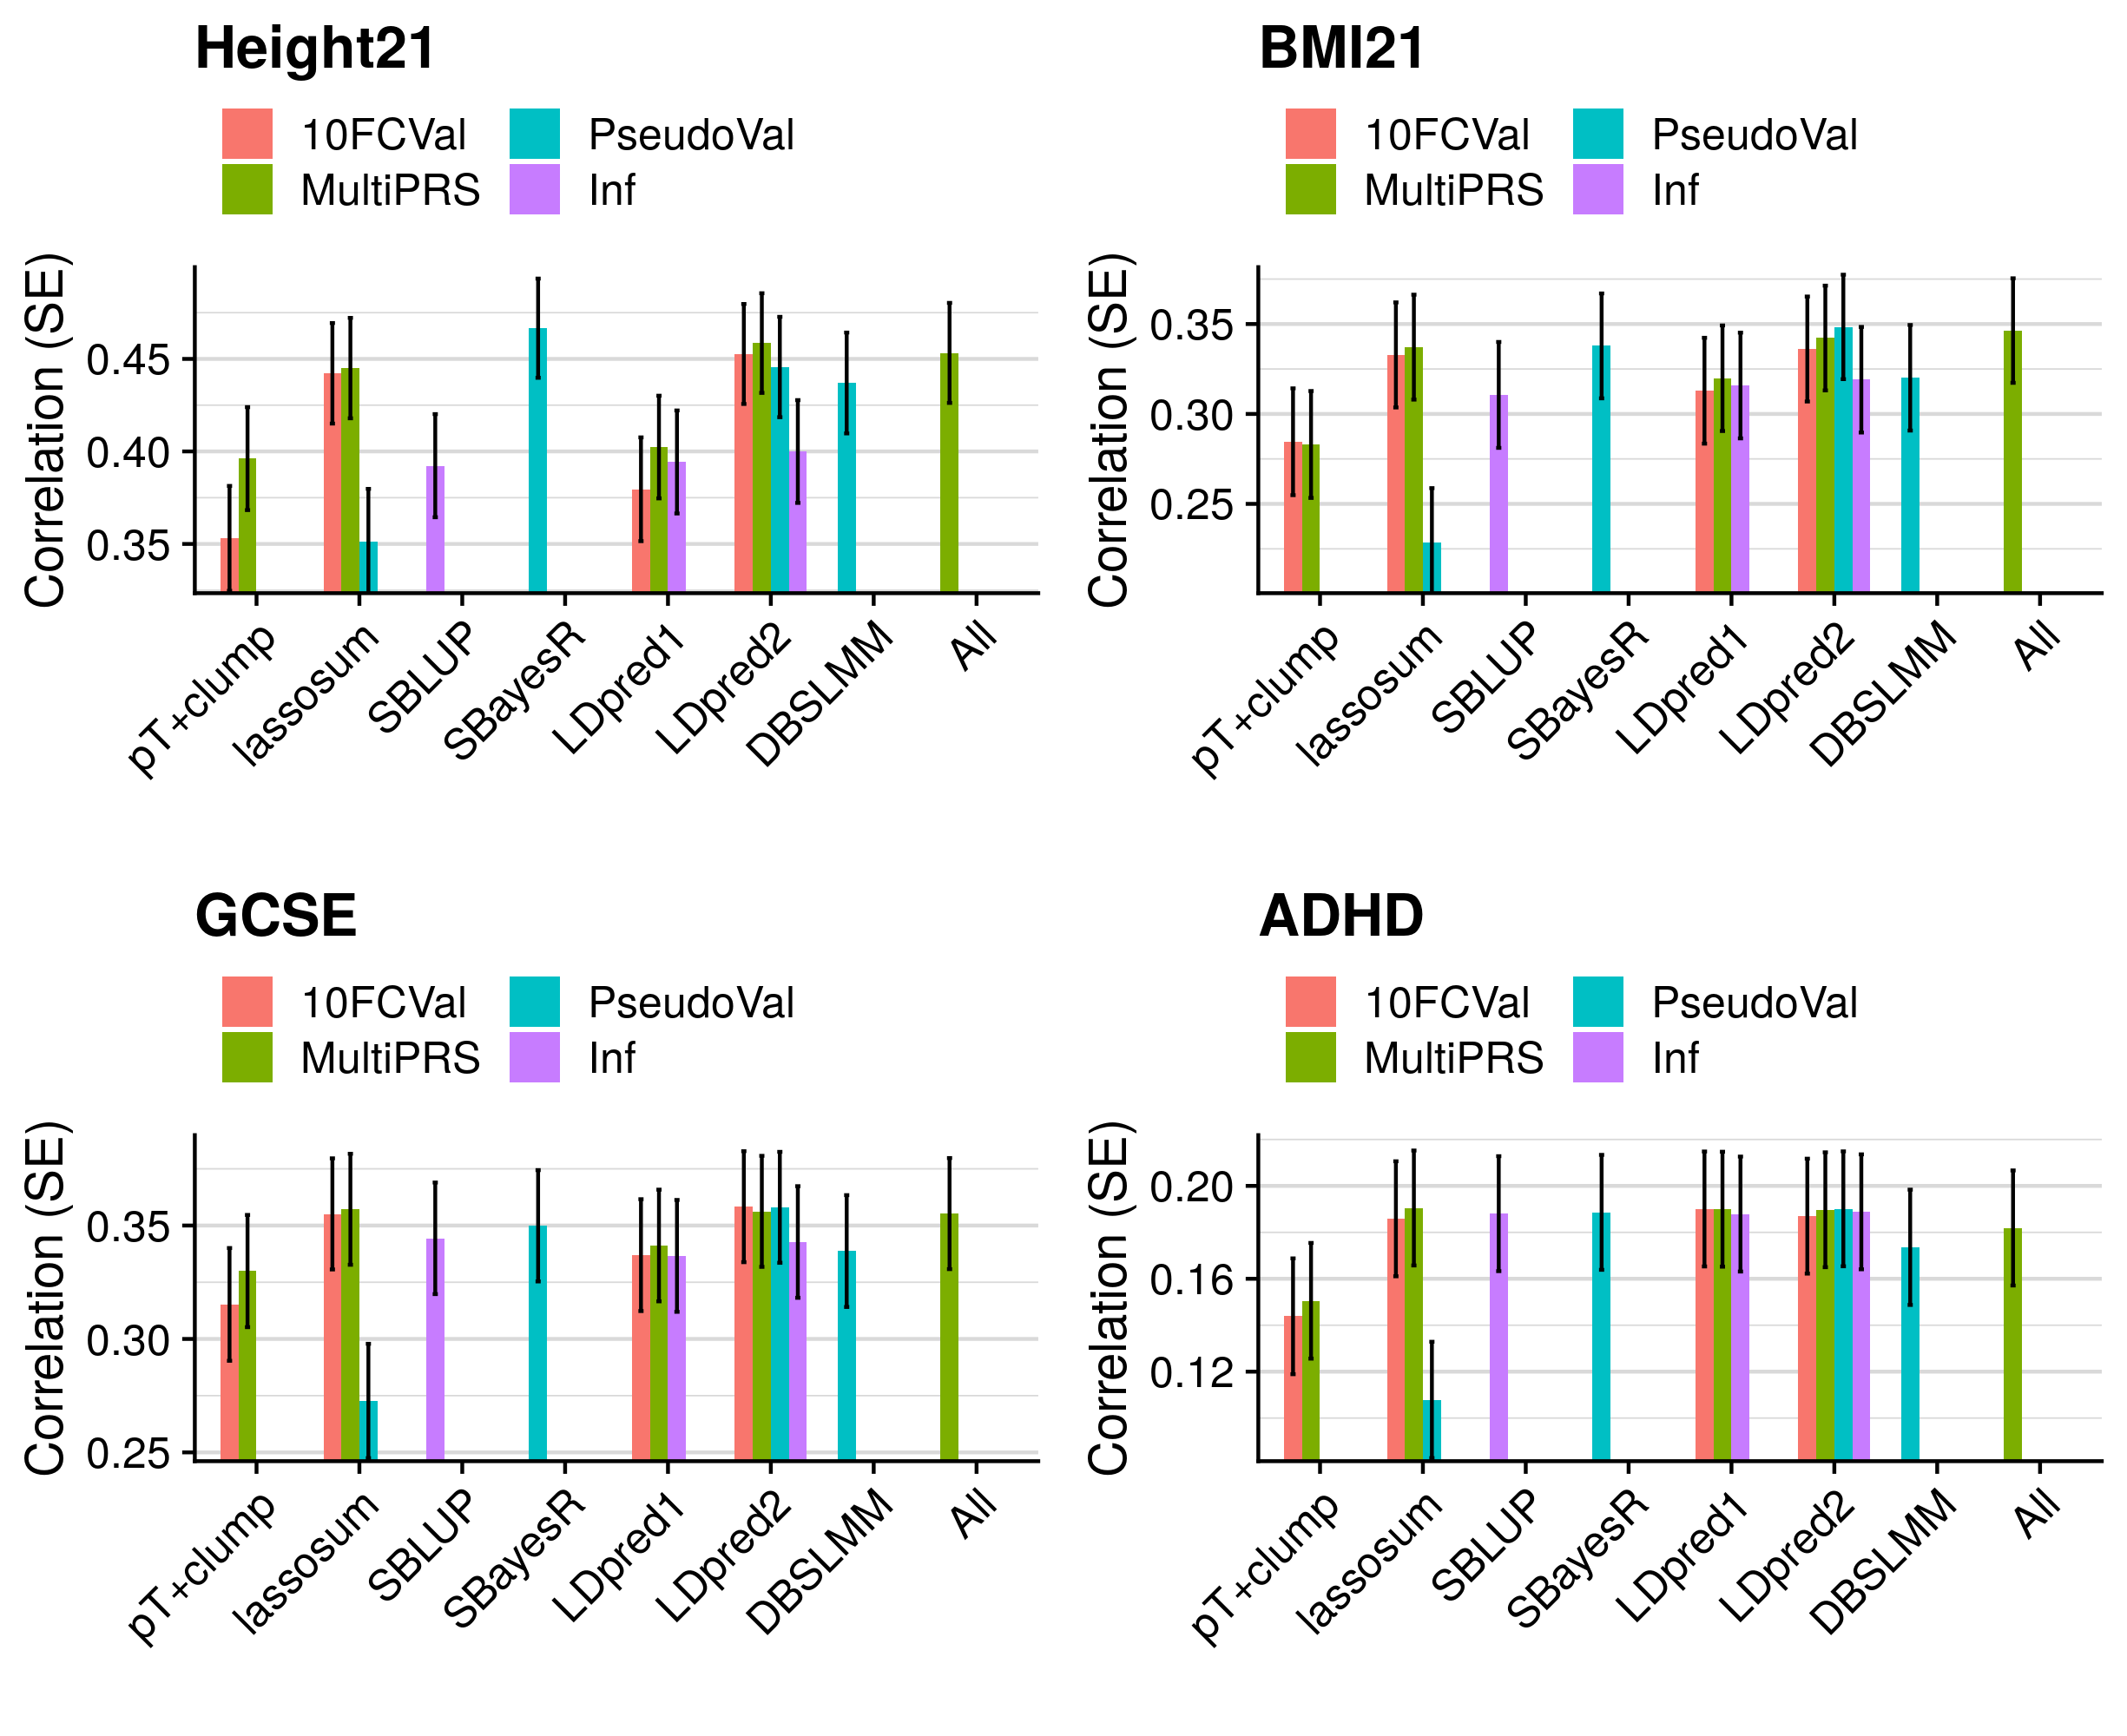 Height21
10FCVal PseudoVal
MultiPRS Inf
Correlation (SE)
0.45
0.40
0.35
pT+clump lassosum SBLUP SBayesR LDpred1 LDpred2 DBSLMM All
BMI21
10FCVal PseudoVal
MultiPRS Inf
Correlation (SE)
0.35
0.30
0.25
pT+clump lassosum SBLUP SBayesR LDpred1 LDpred2 DBSLMM All
GCSE
10FCVal PseudoVal
MultiPRS Inf
Correlation (SE)
0.35
0.30
0.25
pT+clump lassosum SBLUP SBayesR LDpred1 LDpred2 DBSLMM All
ADHD
10FCVal PseudoVal
MultiPRS Inf
Correlation (SE)
0.20
0.16
0.12
pT+clump lassosum SBLUP SBayesR LDpred1 LDpred2 DBSLMM All